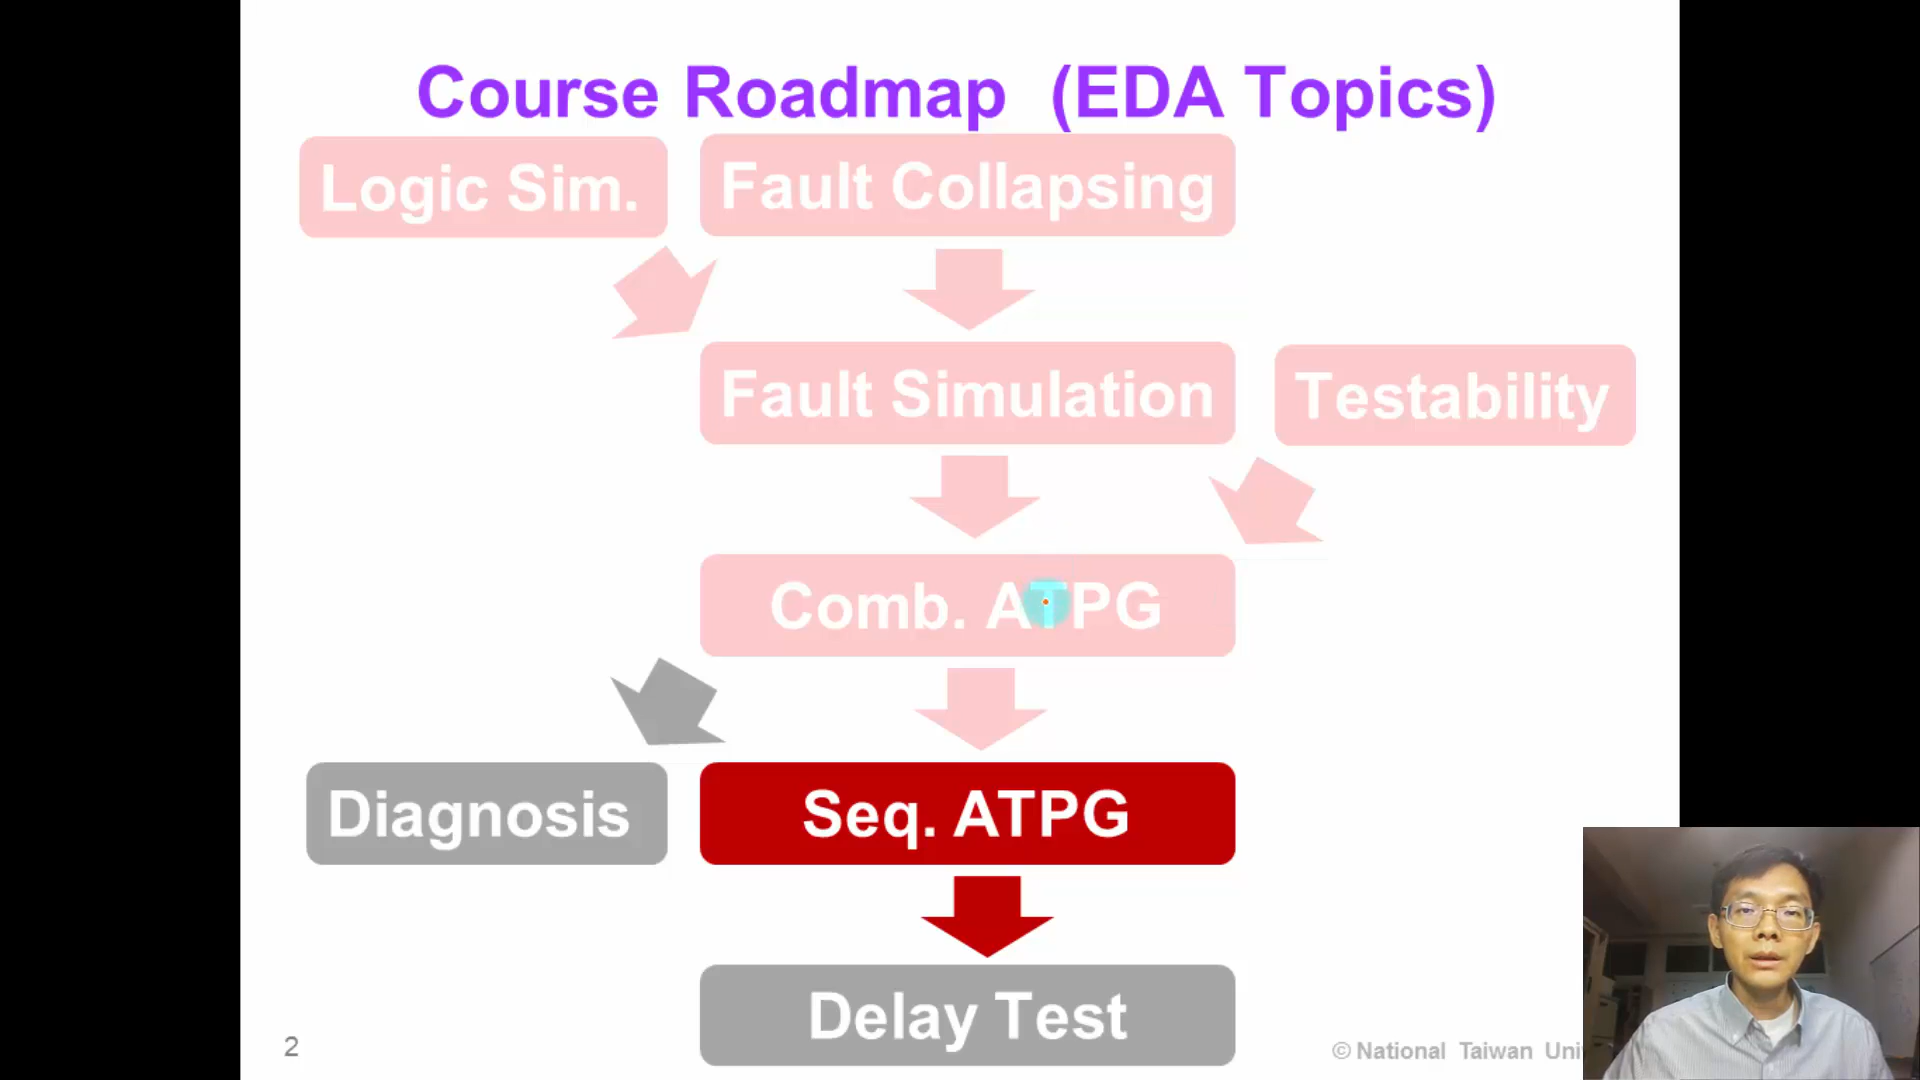 Course Roadmap (EDA Topics)
Logic Sim.
Fault Collapsing
Fault Simulation
Testability
Comb. ATPG
Diagnosis
Seq. ATPG
Delay Test
2
© National Taiwan Uni